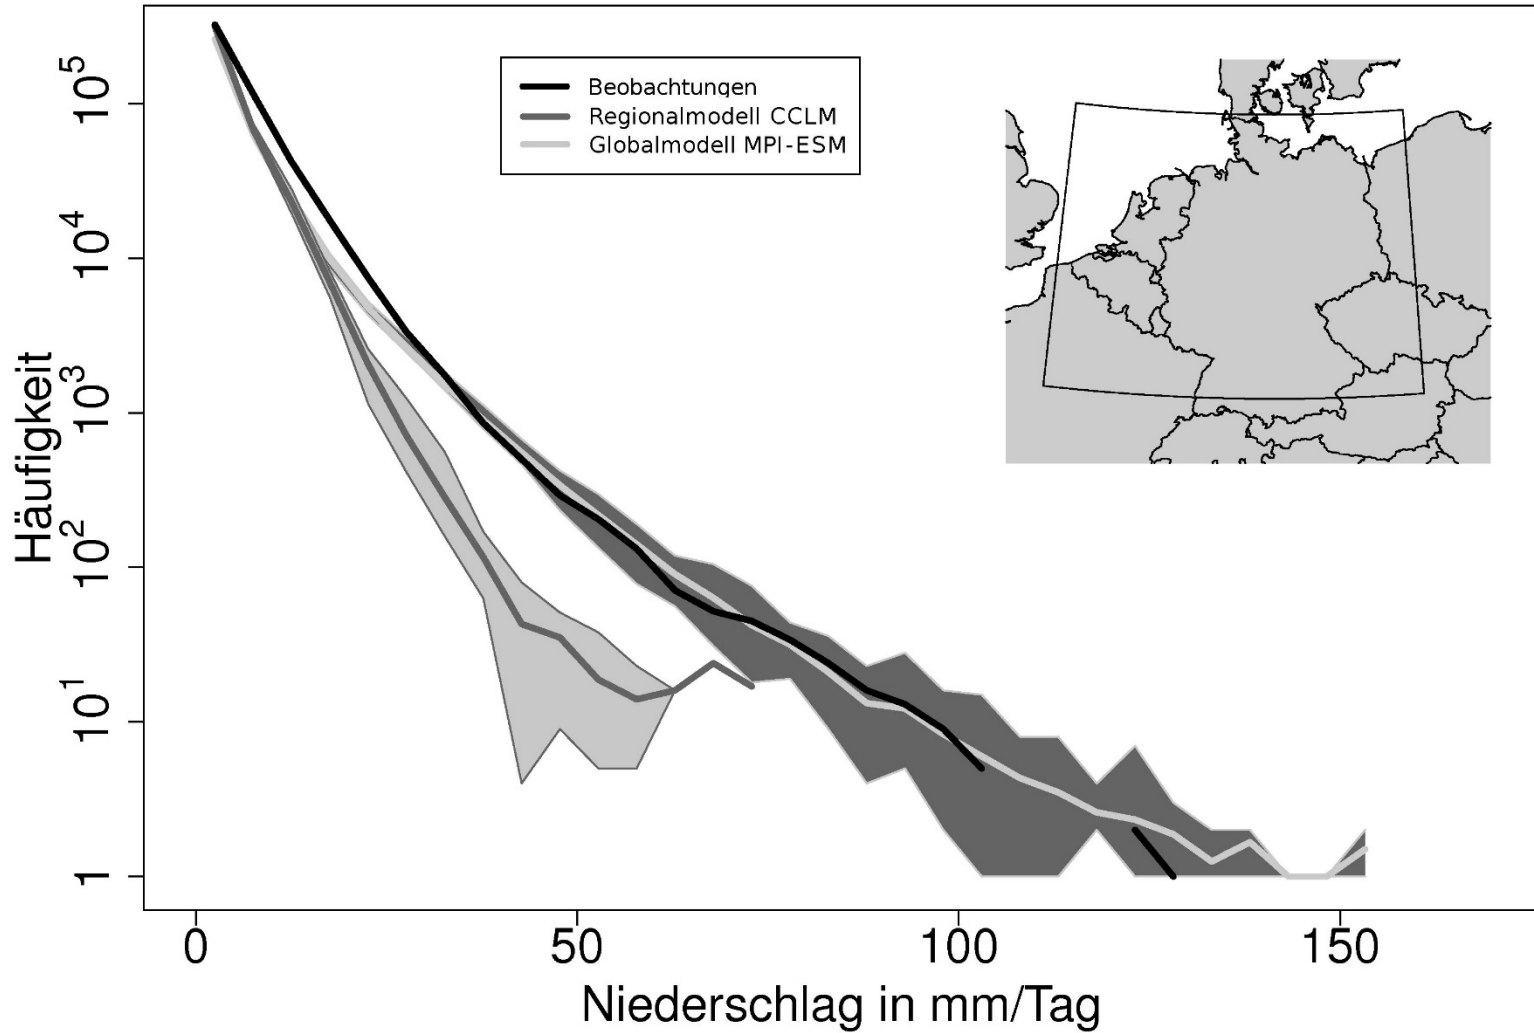 Beobachtungen
Regionalmodell CCLM
Globalmodell MPI-ESM
Häufigkeit
10^5
10^4
10^3
10^2
10^1
1
0 50 100 150
Niederschlag in mm/Tag